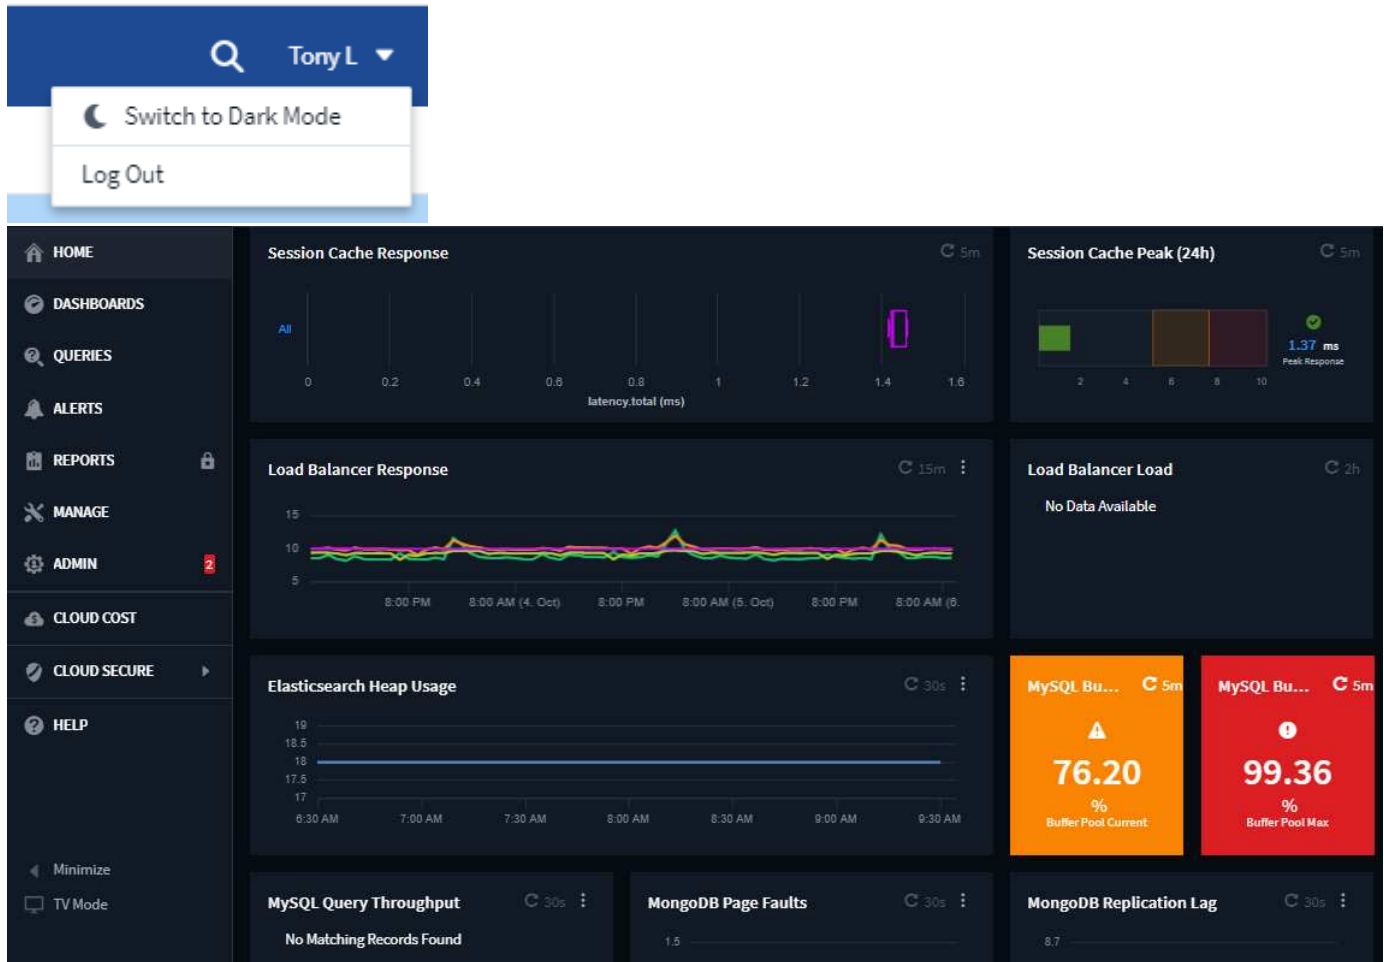 Tony L
Switch to Dark Mode
Log Out
HOME
DASHBOARDS
QUERIES
ALERTS
REPORTS
MANAGE
ADMIN 2
CLOUD COST
CLOUD SECURE
HELP
Minimize
TV Mode
Session Cache Response 5m
All
0 0.2 0.4 0.6 0.8 1 1.2 1.4 1.6
latency.total (ms)
Session Cache Peak (24h) 5m
1.37 ms
Peak Response
2 4 6 8 10
Load Balancer Response 15m
15
10
5
8:00 PM 8:00 AM (4. Oct) 8:00 PM 8:00 AM (5. Oct) 8:00 PM 8:00 AM (6.
Load Balancer Load 2h
No Data Available
Elasticsearch Heap Usage 30s
19
18.5
18
17.5
17
6:30 AM 7:00 AM 7:30 AM 8:00 AM 8:30 AM 9:00 AM 9:30 AM
MySQL Bu... 5m
76.20
%
Buffer Pool Current
MySQL Bu... 5m
99.36
%
Buffer Pool Max
MySQL Query Throughput 30s
No Matching Records Found
MongoDB Page Faults 30s
1.5
MongoDB Replication Lag 30s
8.7